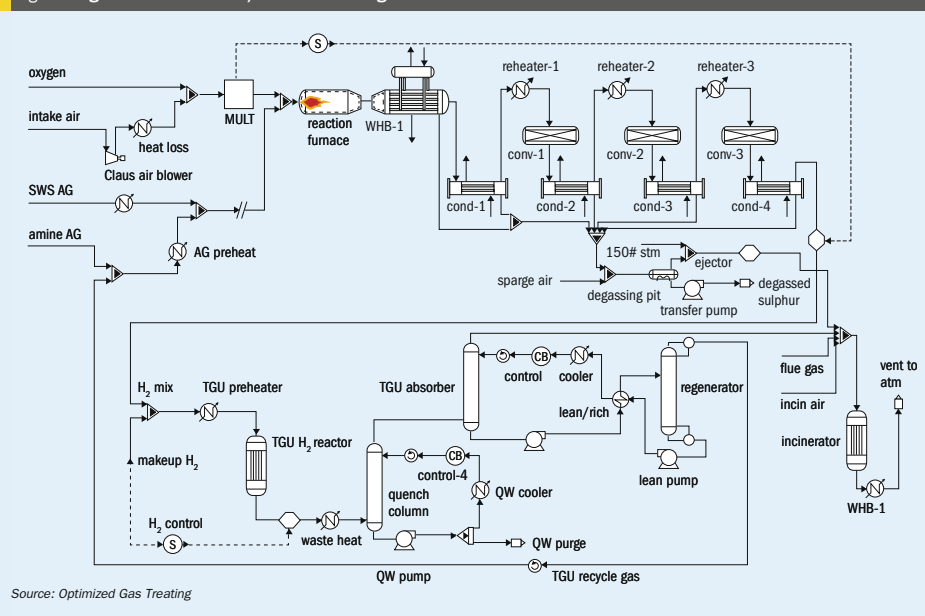 oxygen
intake air
heat loss
Claus air blower
SWS AG
amine AG
AG preheat
MULT
S
reaction
furnace
WHB-1
reheater-1
reheater-2
reheater-3
conv-1
conv-2
conv-3
cond-1
cond-2
cond-3
cond-4
150# stm
ejector
sparge air
degassing pit
transfer pump
degassed
sulphur
H2 mix
TGU preheater
TGU H2 reactor
makeup H2
H2 control
S
waste heat
TGU absorber
CB
control
cooler
lean/rich
regenerator
lean pump
CB
control-4
quench
column
QW cooler
QW purge
QW pump
TGU recycle gas
flue gas
incin air
incinerator
vent to
atm
WHB-1
Source: Optimized Gas Treating